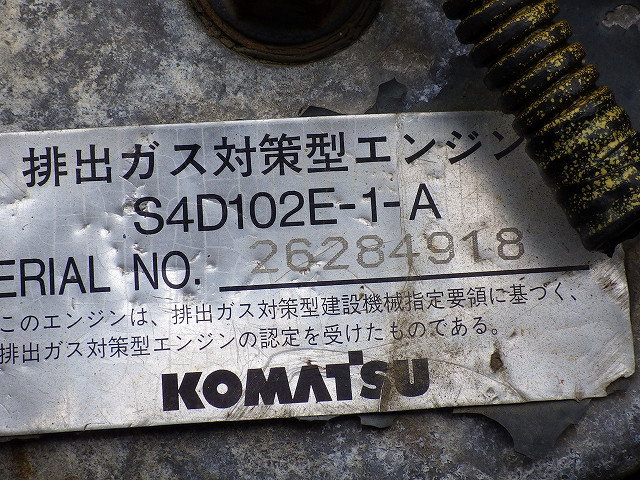 排出ガス対策型エンジン
S4D102E-1-A
ERIAL NO. 26284918
このエンジンは、排出ガス対策型建設機械指定要領に基づく、
排出ガス対策型エンジンの認定を受けたものである。
KOMATSU